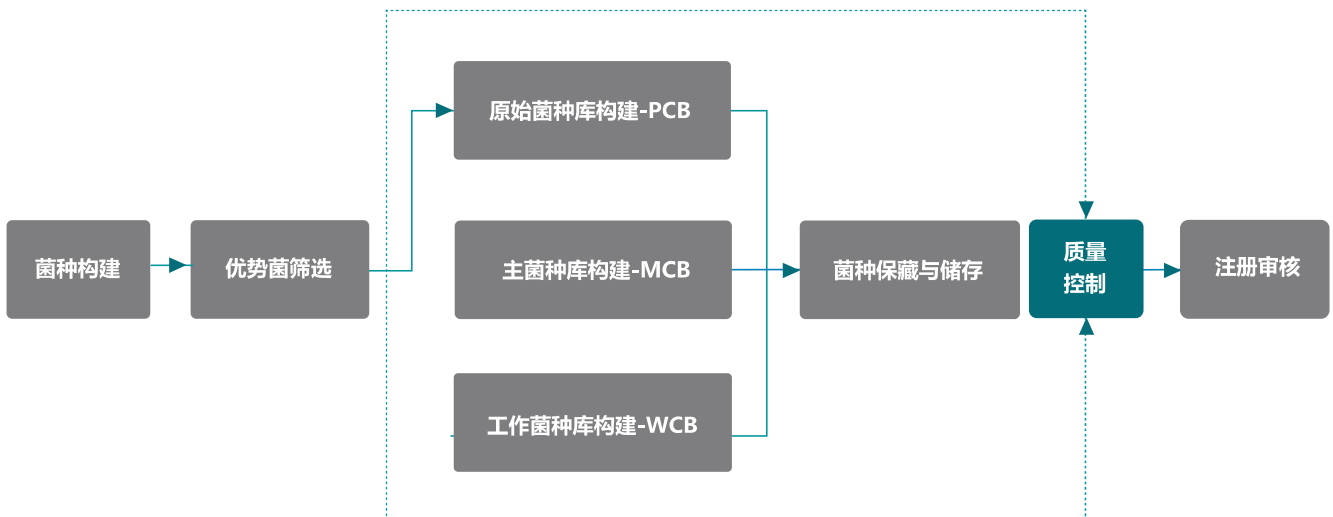 菌种构建
优势菌筛选
原始菌种库构建-PCB
主菌种库构建-MCB
工作菌种库构建-WCB
菌种保藏与储存
质量
控制
注册审核